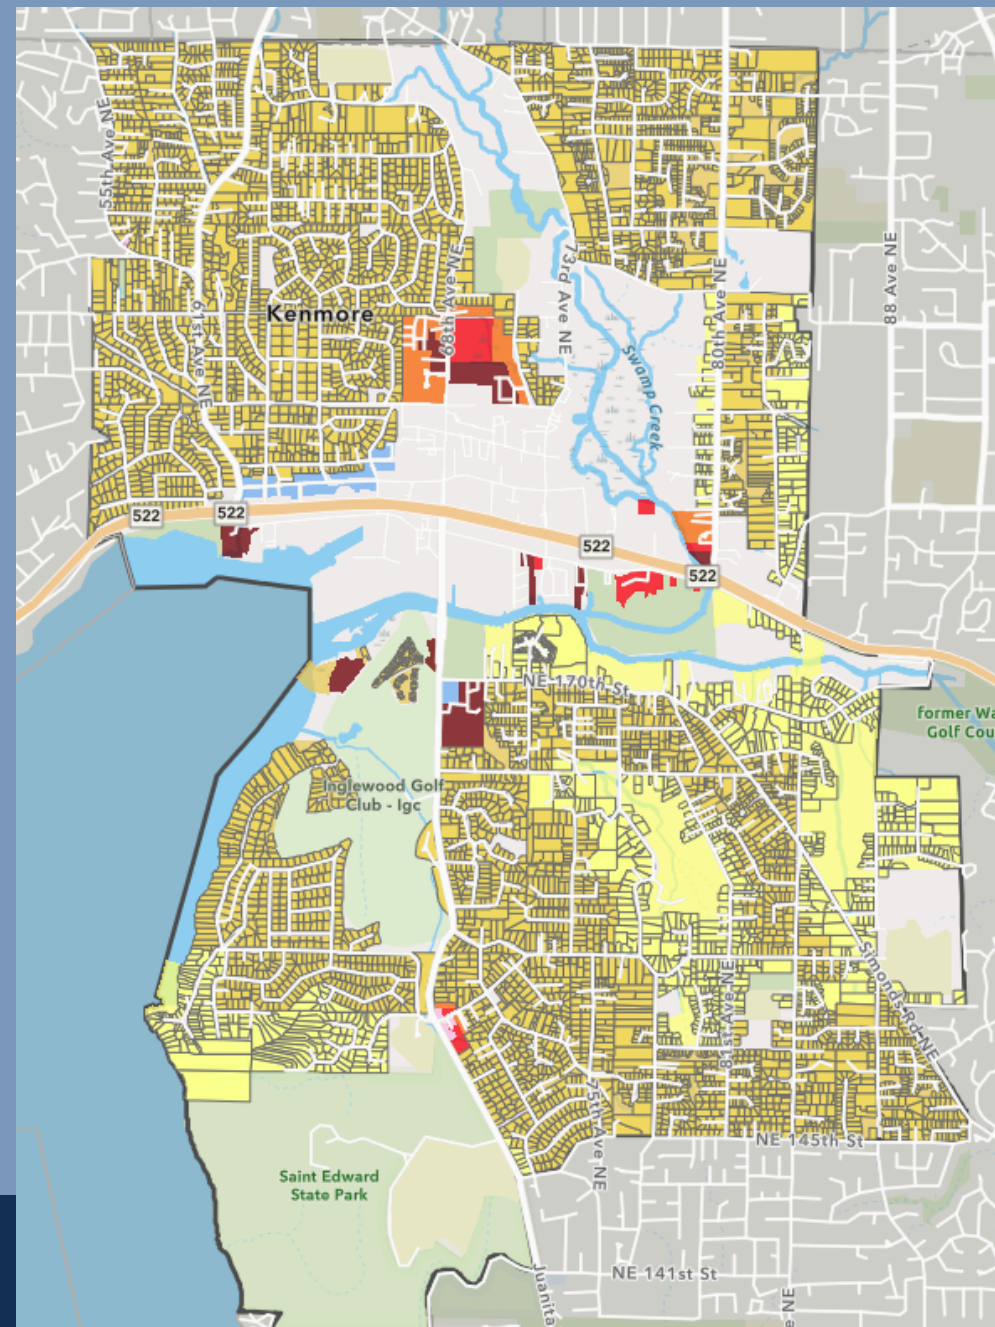 55th Ave NE
61st Ave NE
Kenmore
68th Ave NE
73rd Ave NE
80th Ave NE
88 Ave NE
Swamp Creek
522
522
522
522
NE 170th St
former Wa
Golf Cou
Inglewood Golf
Club - Igc
Simonds Rd NE
81st Ave NE
75th Ave NE
NE 145th St
Saint Edward
State Park
NE 141st St
Juanita
e NE